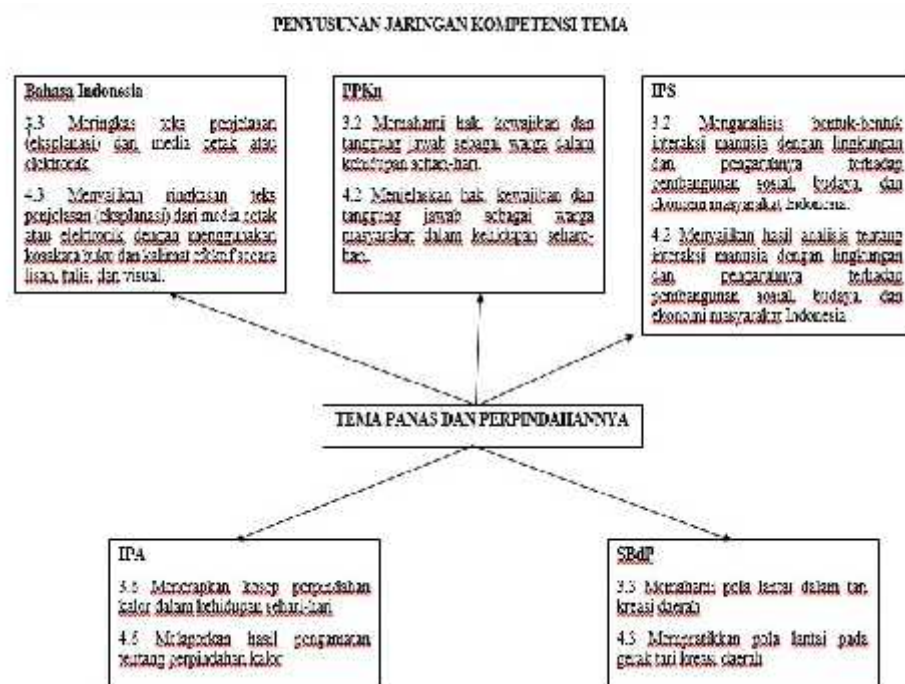 PENYUSUNAN JARINGAN KOMPETENSI TEMA
Bahasa Indonesia
3.3 Meringkas teks penjelasan
(eksplanasi) dari media cetak atau
elektronik.
4.3 Menyajikan ringkasan teks
penjelasan (eksplanasi) dari media cetak
atau elektronik dengan menggunakan
kosakata baku dan kalimat efektif secara
lisan, tulis, dan visual.
PPKn
3.2 Memahami hak, kewajiban dan
tanggung jawab sebagai warga dalam
kehidupan sehari-hari.
4.2 Menjelaskan hak, kewajiban dan
tanggung jawab sebagai warga
masyarakat dalam kehidupan sehari-
hari.
IPS
3.2 Menganalisis bentuk-bentuk
interaksi manusia dengan lingkungan
dan pengaruhnya terhadap
pembangunan sosial, budaya, dan
ekonomi masyarakat Indonesia.
4.2 Menyajikan hasil analisis tentang
interaksi manusia dengan lingkungan
dan pengaruhnya terhadap
pembangunan sosial, budaya, dan
ekonomi masyarakat Indonesia
TEMA PANAS DAN PERPINDAHANNYA
IPA
3.6 Menerapkan kosep perpindahan
kalor dalam kehidupan sehari-hari
4.6 Melaporkan hasil pengamatan
tentang perpindahan kalor
SBdP
3.3 Memahami pola lantai dalam tari
kreasi daerah
4.3 Mempratikkan pola lantai pada
gerak tari kreasi daerah